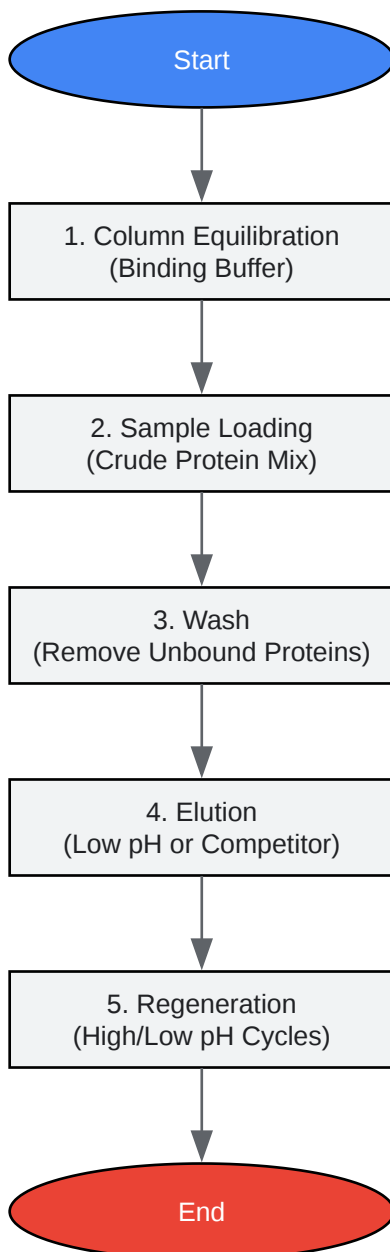 Start
1. Column Equilibration
(Binding Buffer)
2. Sample Loading
(Crude Protein Mix)
3. Wash
(Remove Unbound Proteins)
4. Elution
(Low pH or Competitor)
5. Regeneration
(High/Low pH Cycles)
End